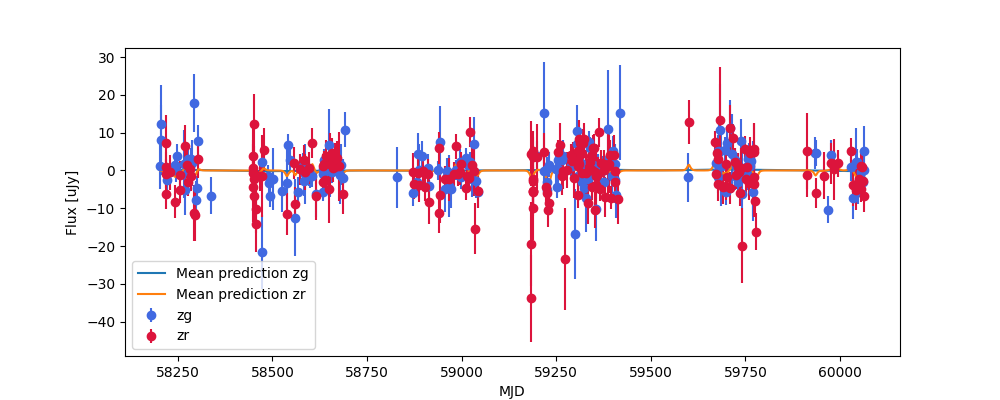 30
20
10
0
−10
−20
−30
−40
Flux [uJy]
Mean prediction zg
Mean prediction zr
zg
zr
58250 58500 58750 59000 59250 59500 59750 60000
MJD